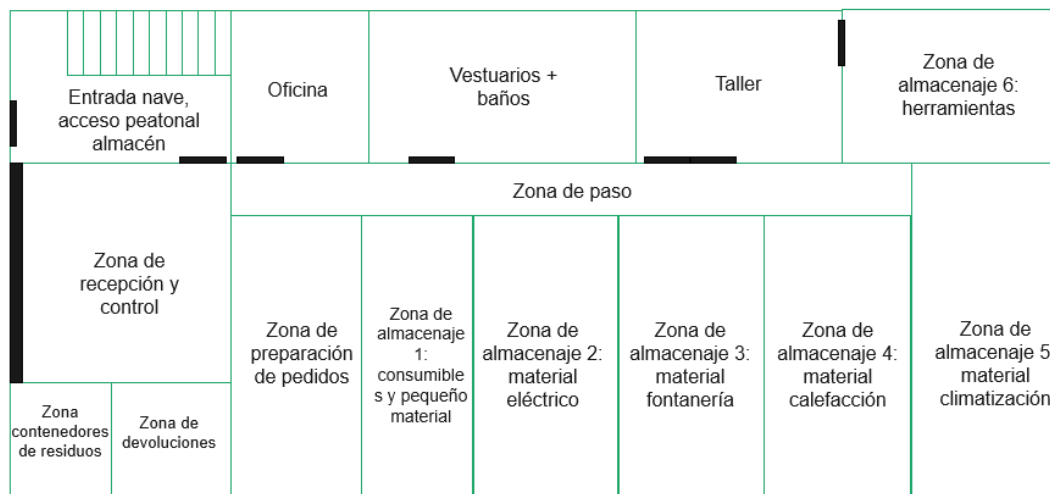 Entrada nave,
acceso peatonal
almacén
Oficina
Vestuarios +
baños
Taller
Zona de
almacenaje 6:
herramientas
Zona de paso
Zona de
recepción y
control
Zona de
preparación
de pedidos
Zona de
almacenaje
1:
consumible
s y pequeño
material
Zona de
almacenaje 2:
material
eléctrico
Zona de
almacenaje 3:
material
fontanería
Zona de
almacenaje 4:
material
calefacción
Zona de
almacenaje 5
material
climatización
Zona
contenedores
de residuos
Zona de
devoluciones